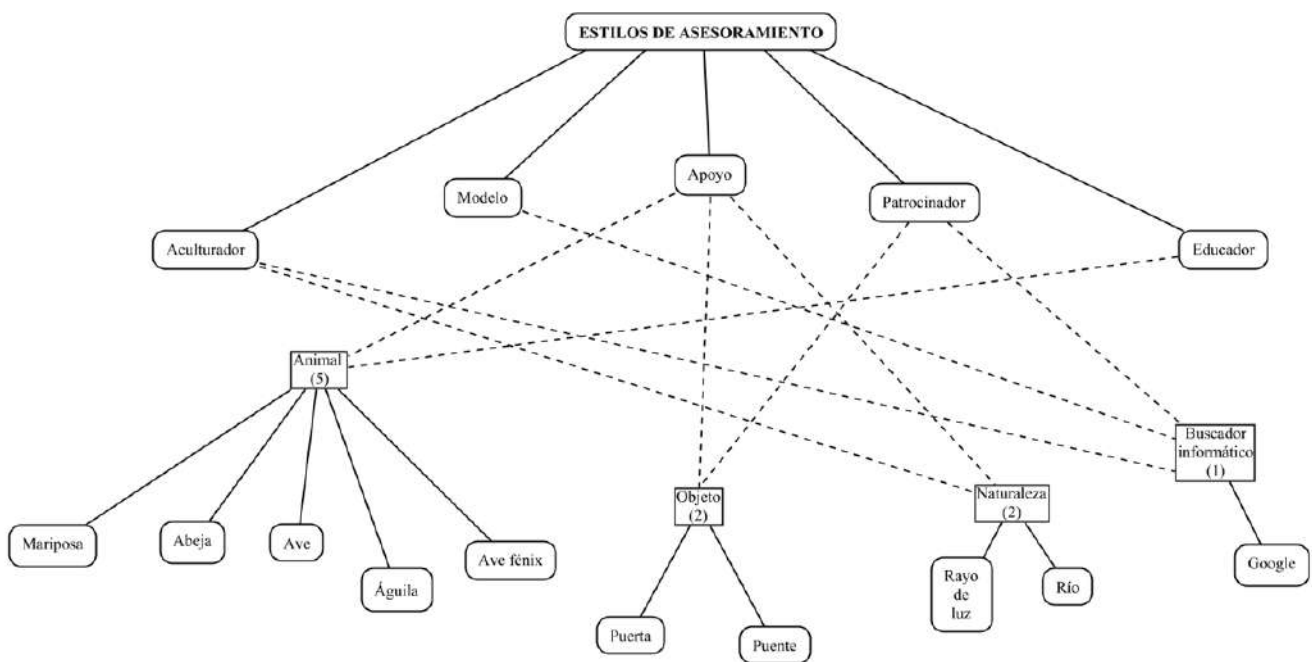 ESTILOS DE ASESORAMIENTO
Apoyo
Modelo
Patrocinador
Aculturador
Educador
Animal
(5)
Buscador
informático
(1)
Objeto
(2)
Naturaleza
(2)
Mariposa
Abeja
Ave
Águila
Ave fénix
Puerta
Puente
Rayo
de
luz
Río
Google